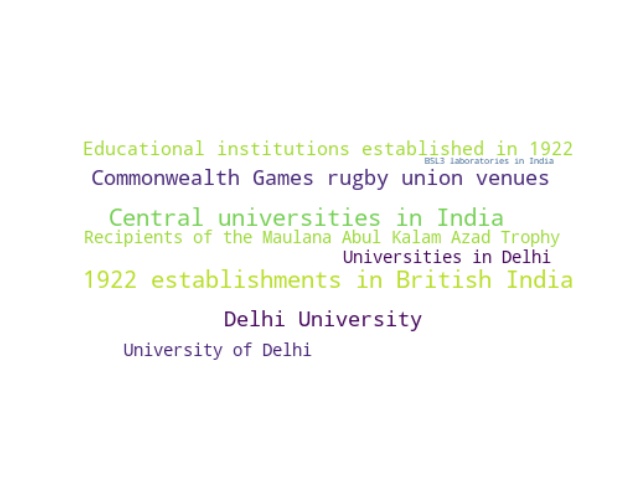 Educational institutions established in 1922
BSL3 laboratories in India
Commonwealth Games rugby union venues
Central universities in India
Recipients of the Maulana Abul Kalam Azad Trophy
Universities in Delhi
1922 establishments in British India
Delhi University
University of Delhi